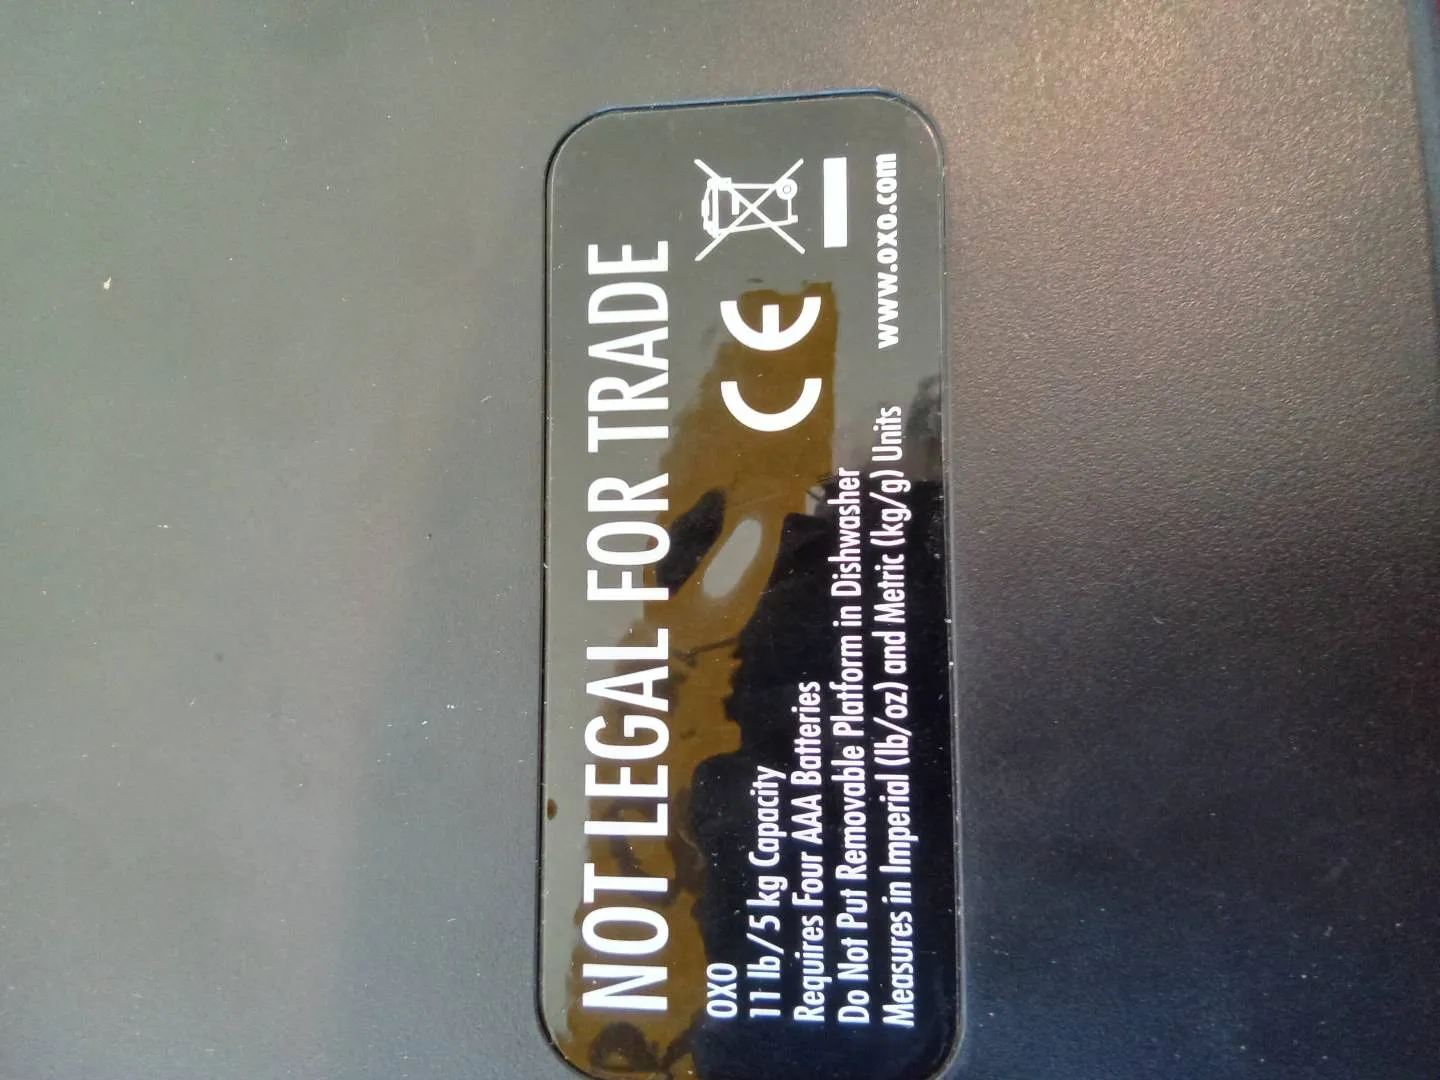 NOT LEGAL FOR TRADE
OXO
11 lb/5 kg Capacity
Requires Four AAA Batteries
Do Not Put Removable Platform in Dishwasher
Measures in Imperial (lb/oz) and Metric (kg/g) Units
CE
www.oxo.com